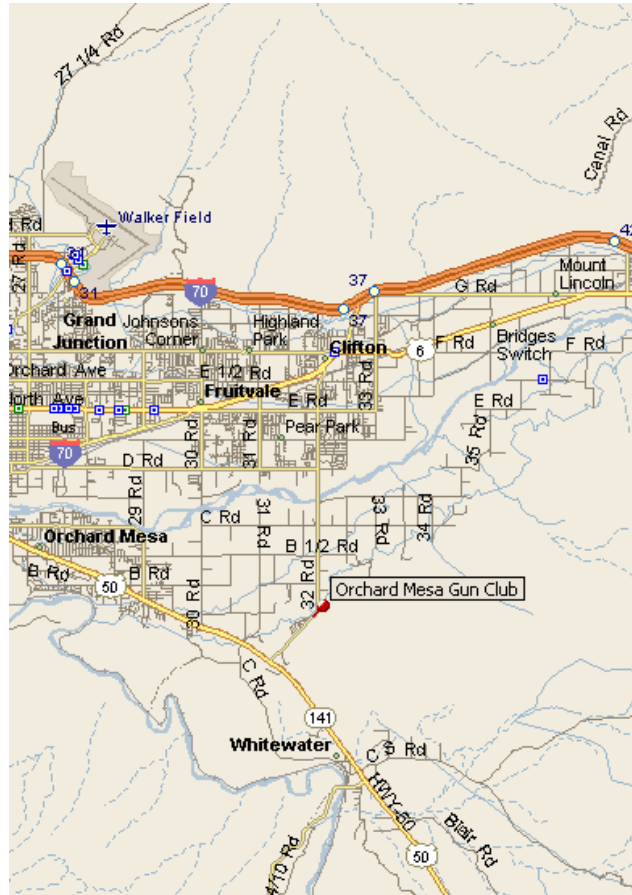 27 1/4 Rd
Canal Rd
Walker Field
Rd
27 Rd
31
31
70
37
37
42
G Rd
Mount
Lincoln
Grand
Junction
Johnsons
Corner
Highland
Park
Clifton
6
F Rd
Bridges
Switch
F Rd
Orchard Ave
E 1/2 Rd
Fruitvale
33 Rd
North Ave
E Rd
E Rd
Bus
70
Pear Park
D Rd
30 Rd
31 Rd
35 Rd
29 Rd
C Rd
31 Rd
33 Rd
34 Rd
Orchard Mesa
B 1/2 Rd
B Rd
50
B Rd
30 Rd
32 Rd
Orchard Mesa Gun Club
C Rd
141
Whitewater
C S Rd
HWY-50
Blair Rd
50
4/10 Rd